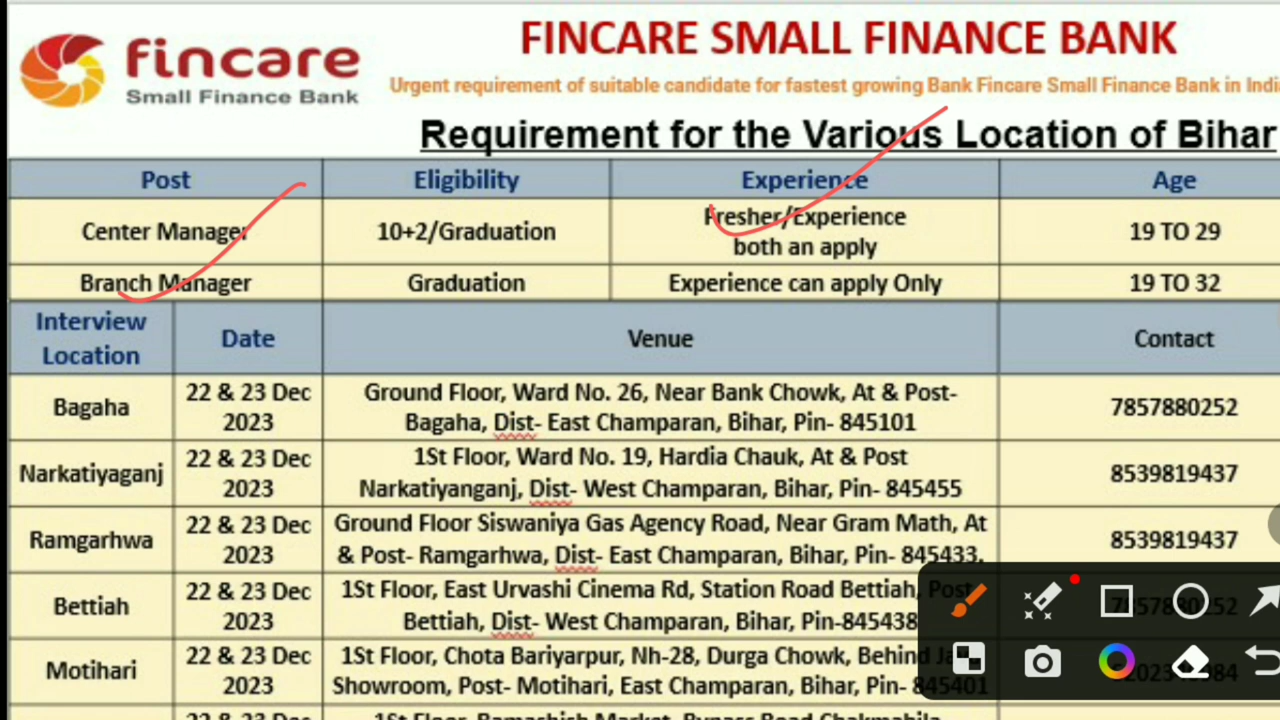 fincare
Small Finance Bank
FINCARE SMALL FINANCE BANK
Urgent requirement of suitable candidate for fastest growing Bank Fincare Small Finance Bank in
Requirement for the Various Location of Bihar
Post Eligibility Experience Age
Center Manager 10+2/Graduation Fresher/Experience both an apply 19 TO 29
Branch Manager Graduation Experience can apply Only 19 TO 32
Interview Location Date Venue Contact
Bagaha 22 & 23 Dec 2023 Ground Floor, Ward No. 26, Near Bank Chowk, At & Post- Bagaha, Dist- East Champaran, Bihar, Pin- 845101 7857880252
Narkatiyaganj 22 & 23 Dec 2023 1St Floor, Ward No. 19, Hardia Chauk, At & Post Narkatiyanganj, Dist- West Champaran, Bihar, Pin- 845455 8539819437
Ramgarhwa 22 & 23 Dec 2023 Ground Floor Siswaniya Gas Agency Road, Near Gram Math, At & Post- Ramgarhwa, Dist- East Champaran, Bihar, Pin- 845433. 8539819437
Bettiah 22 & 23 Dec 2023 1St Floor, East Urvashi Cinema Rd, Station Road Bettiah, Post Bettiah, Dist- West Champaran, Bihar, Pin-845438
Motihari 22 & 23 Dec 2023 1St Floor, Chota Bariyarpur, Nh-28, Durga Chowk, Behind Showroom, Post- Motihari, East Champaran, Bihar, Pin- 845401